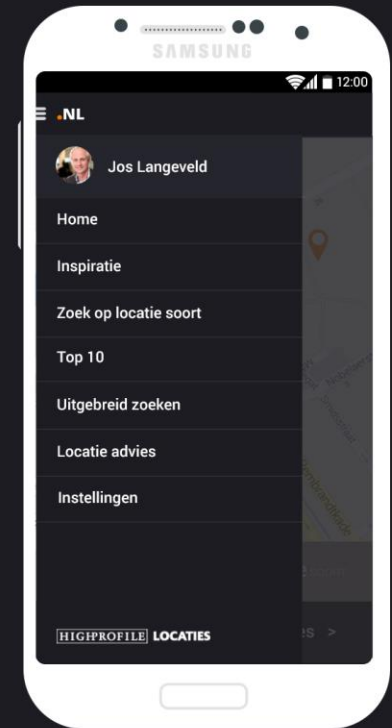 SAMSUNG
12:00
.NL
Jos Langeveld
Home
Inspiratie
Zoek op locatie soort
Top 10
Uitgebreid zoeken
Locatie advies
Instellingen
HIGHPROFILE LOCATIES
>